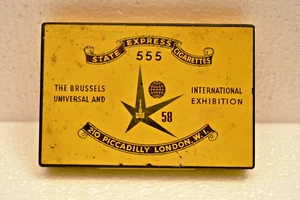 STATE EXPRESS CIGARETTES
555
THE BRUSSELS
UNIVERSAL AND
INTERNATIONAL
EXHIBITION
58
210 PICCADILLY LONDON, W.1.